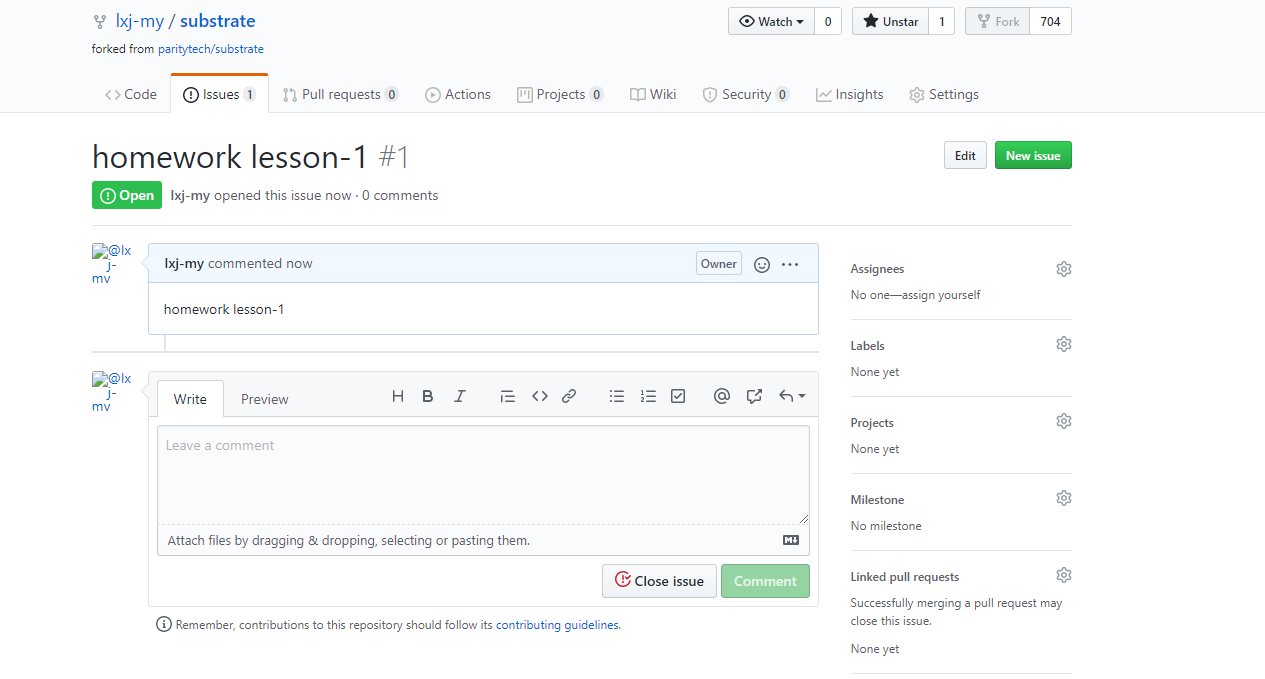 lxj-my / substrate
Watch 0
Unstar 1
Fork 704
forked from paritytech/substrate
Code
Issues 1
Pull requests 0
Actions
Projects 0
Wiki
Security 0
Insights
Settings
homework lesson-1 #1
Edit
New issue
Open
lxj-my opened this issue now · 0 comments
@lx
j-
my
lxj-my commented now
Owner
homework lesson-1
@lx
j-
my
Write
Preview
H B I
Leave a comment
Attach files by dragging & dropping, selecting or pasting them.
Close issue
Comment
Remember, contributions to this repository should follow its contributing guidelines.
Assignees
No one—assign yourself
Labels
None yet
Projects
None yet
Milestone
No milestone
Linked pull requests
Successfully merging a pull request may
close this issue.
None yet